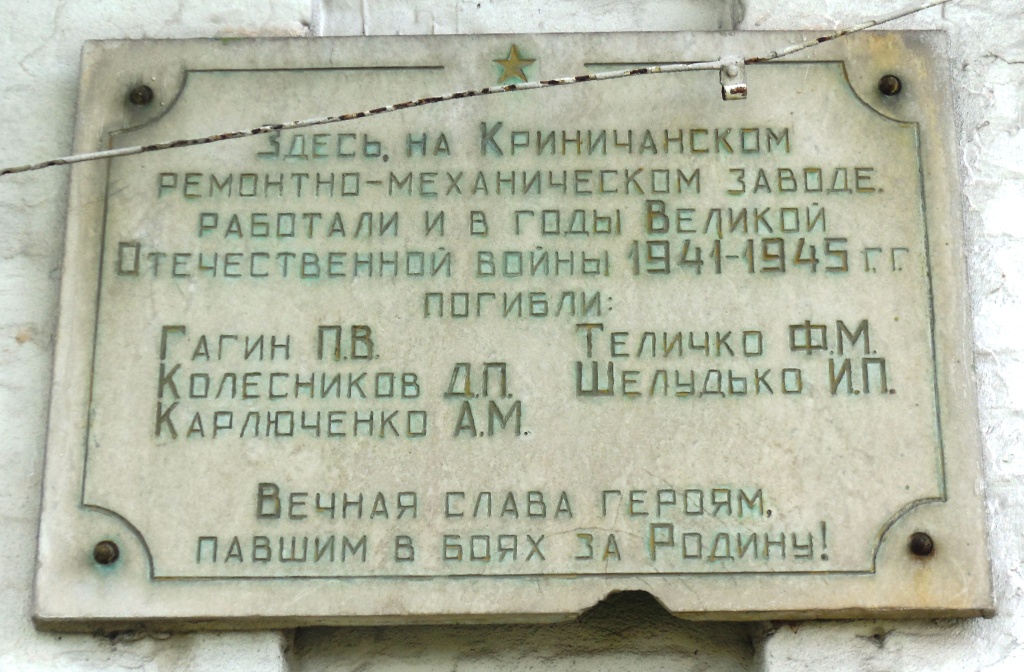 Здесь, на Криничанском
ремонтно-механическом заводе.
работали и в годы Великой
Отечественной войны 1941-1945 г.г.
погибли:
Гагин П.В. Теличко Ф.М.
Колесников Д.П. Шелудько И.П.
Карлюченко А.М.
Вечная слава героям,
павшим в боях за Родину!